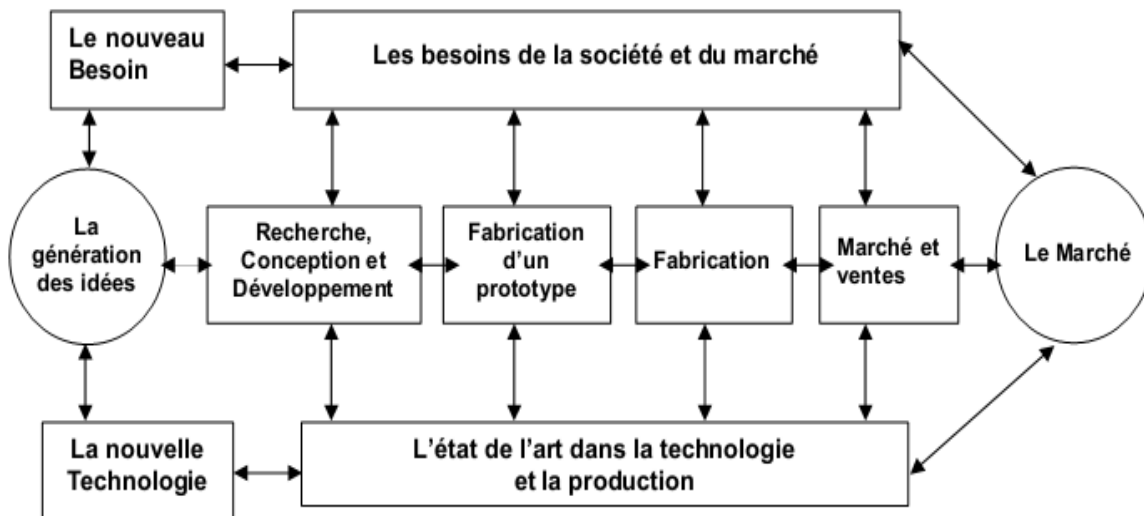 Le nouveau
Besoin
Les besoins de la société et du marché
La
génération
des idées
Recherche,
Conception et
Développement
Fabrication
d'un
prototype
Fabrication
Marché et
ventes
Le Marché
La nouvelle
Technologie
L'état de l'art dans la technologie
et la production